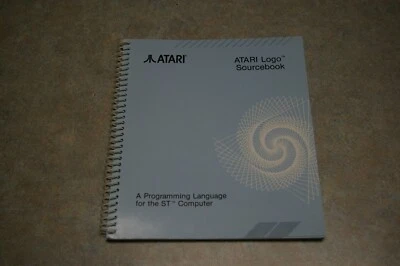 ATARI®
ATARI Logo™
Sourcebook
A Programming Language
for the ST™ Computer